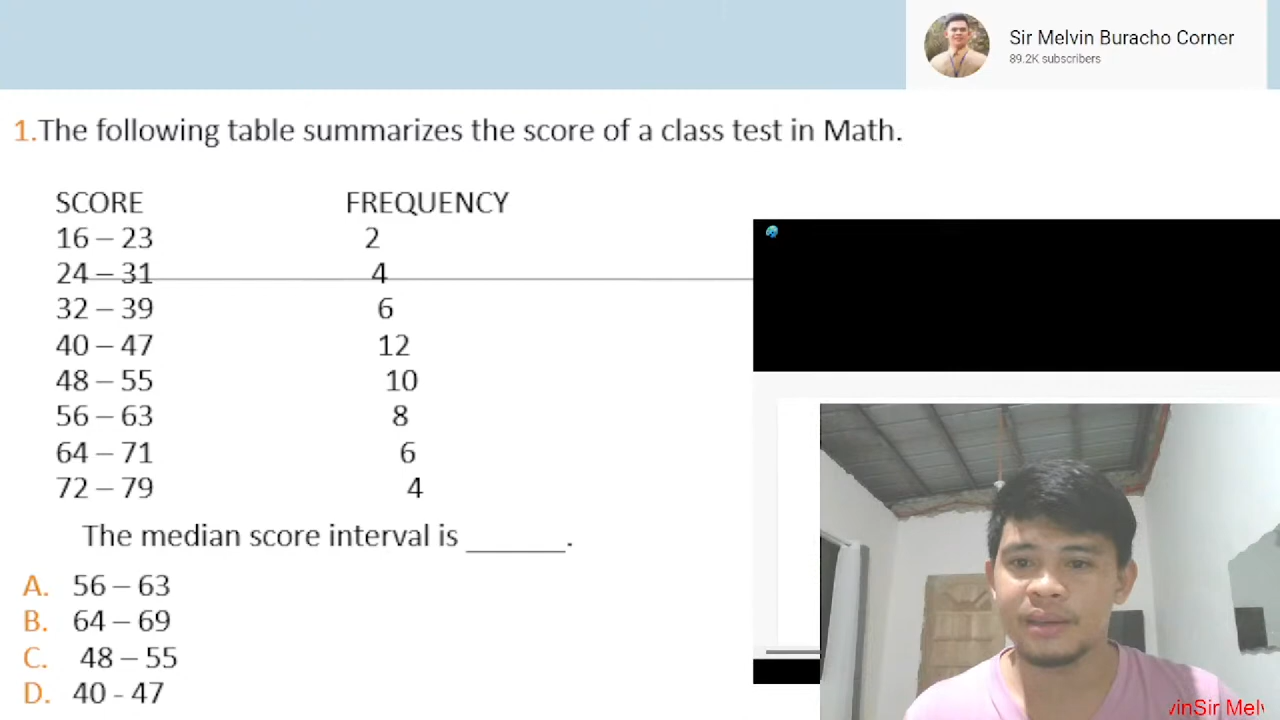 Sir Melvin Buracho Corner
89.2K subscribers
1.The following table summarizes the score of a class test in Math.
SCORE FREQUENCY
16 – 23 2
24 – 31 4
32 – 39 6
40 – 47 12
48 – 55 10
56 – 63 8
64 – 71 6
72 – 79 4
The median score interval is ______.
A. 56 – 63
B. 64 – 69
C. 48 – 55
D. 40 - 47
vinSir Melv